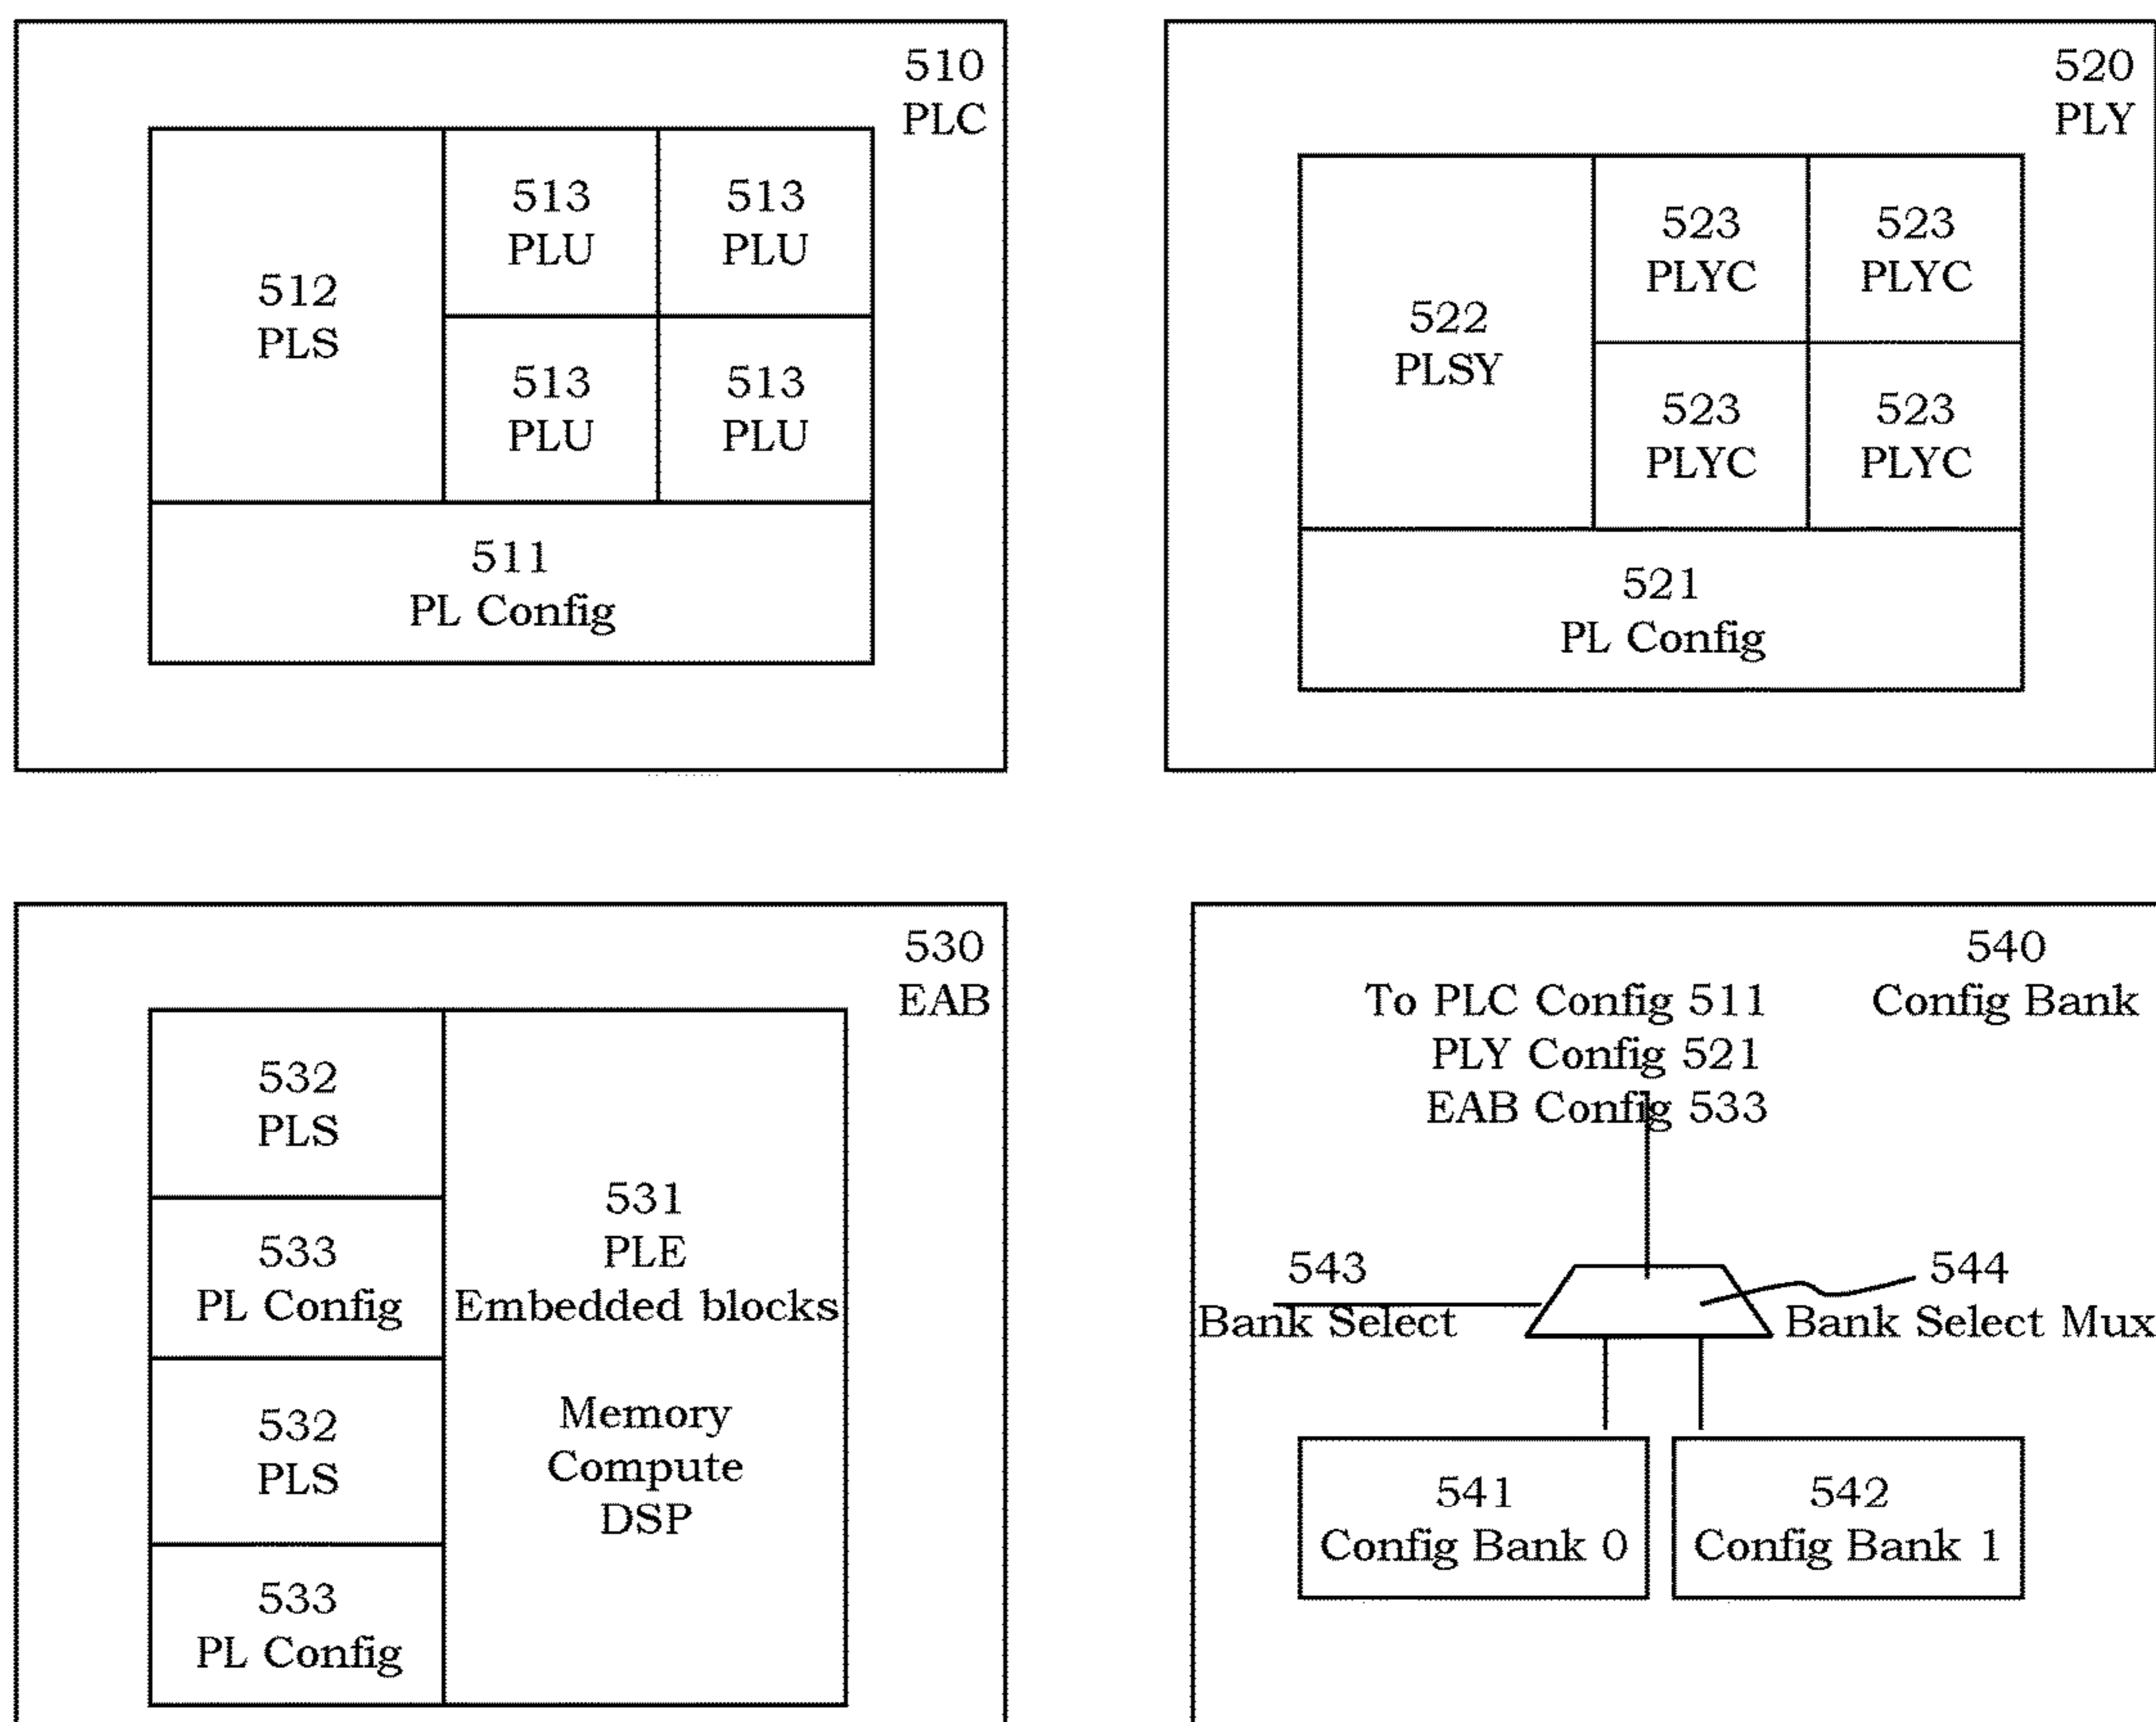 510
PLC
513
PLU
513
PLU
512
PLS
513
PLU
513
PLU
511
PL Config
520
PLY
523
PLYC
523
PLYC
522
PLSY
523
PLYC
523
PLYC
521
PL Config
530
EAB
532
PLS
533
PL Config
532
PLS
533
PL Config
531
PLE
Embedded blocks
Memory
Compute
DSP
540
Config Bank
To PLC Config 511
PLY Config 521
EAB Config 533
543
Bank Select
544
Bank Select Mux
541
Config Bank 0
542
Config Bank 1